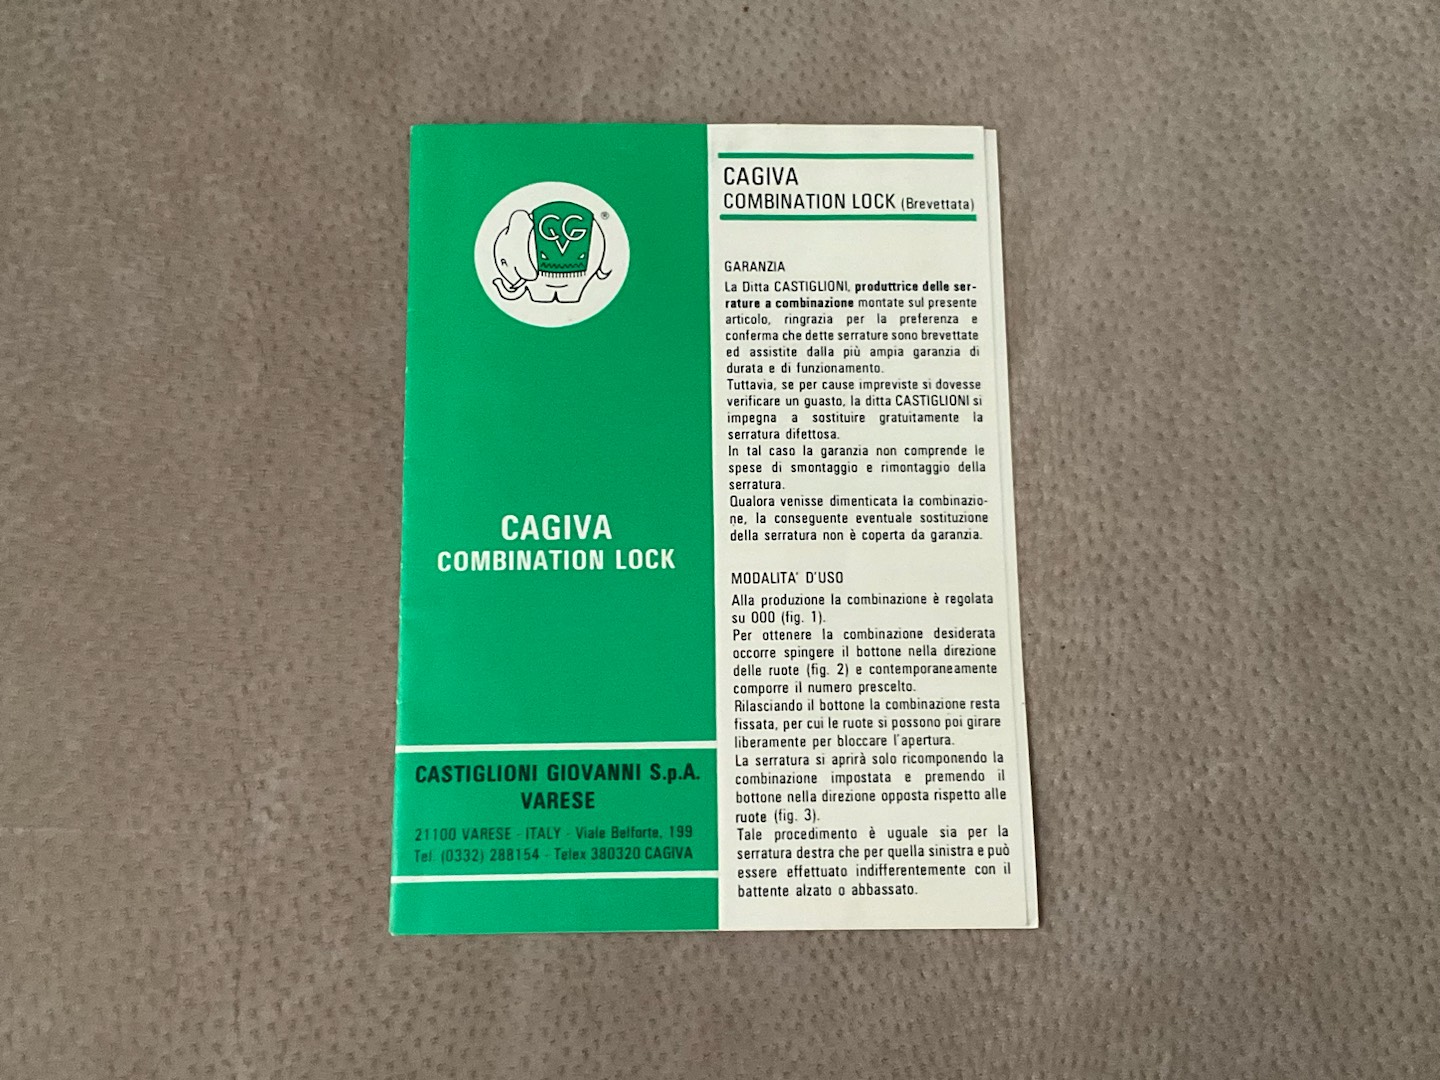 CVG
®
CAGIVA
COMBINATION LOCK
CASTIGLIONI GIOVANNI S.p.A.
VARESE
21100 VARESE - ITALY - Viale Belforte, 199
Tel. (0332) 288154 - Telex 380320 CAGIVA
CAGIVA
COMBINATION LOCK (Brevettata)
GARANZIA
La Ditta CASTIGLIONI, produttrice delle ser-
rature a combinazione montate sul presente
articolo, ringrazia per la preferenza e
conferma che dette serrature sono brevettate
ed assistite dalla più ampia garanzia di
durata e di funzionamento.
Tuttavia, se per cause impreviste si dovesse
verificare un guasto, la ditta CASTIGLIONI si
impegna a sostituire gratuitamente la
serratura difettosa.
In tal caso la garanzia non comprende le
spese di smontaggio e rimontaggio della
serratura.
Qualora venisse dimenticata la combinazio-
ne, la conseguente eventuale sostituzione
della serratura non è coperta da garanzia.
MODALITA' D'USO
Alla produzione la combinazione è regolata
su 000 (fig. 1).
Per ottenere la combinazione desiderata
occorre spingere il bottone nella direzione
delle ruote (fig. 2) e contemporaneamente
comporre il numero prescelto.
Rilasciando il bottone la combinazione resta
fissata, per cui le ruote si possono poi girare
liberamente per bloccare l'apertura.
La serratura si aprirà solo ricomponendo la
combinazione impostata e premendo il
bottone nella direzione opposta rispetto alle
ruote (fig. 3).
Tale procedimento è uguale sia per la
serratura destra che per quella sinistra e può
essere effettuato indifferentemente con il
battente alzato o abbassato.